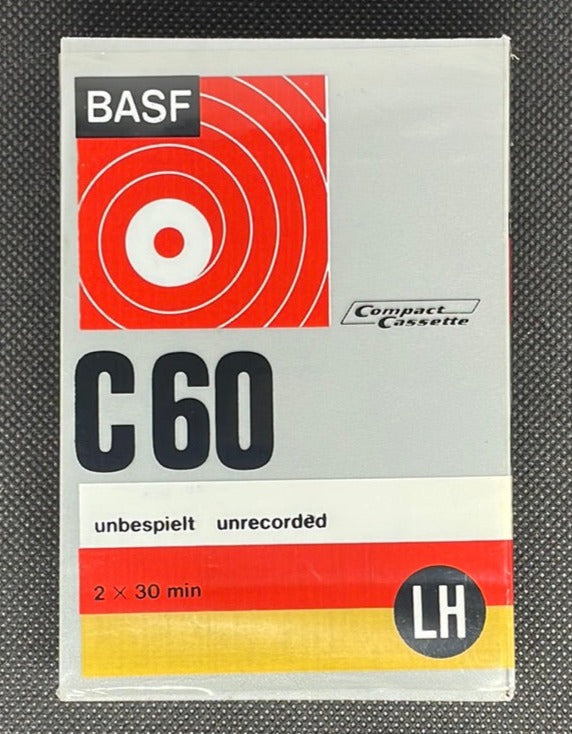 BASF
Compact
Cassette
C 60
unbespielt unrecorded
2 × 30 min
LH